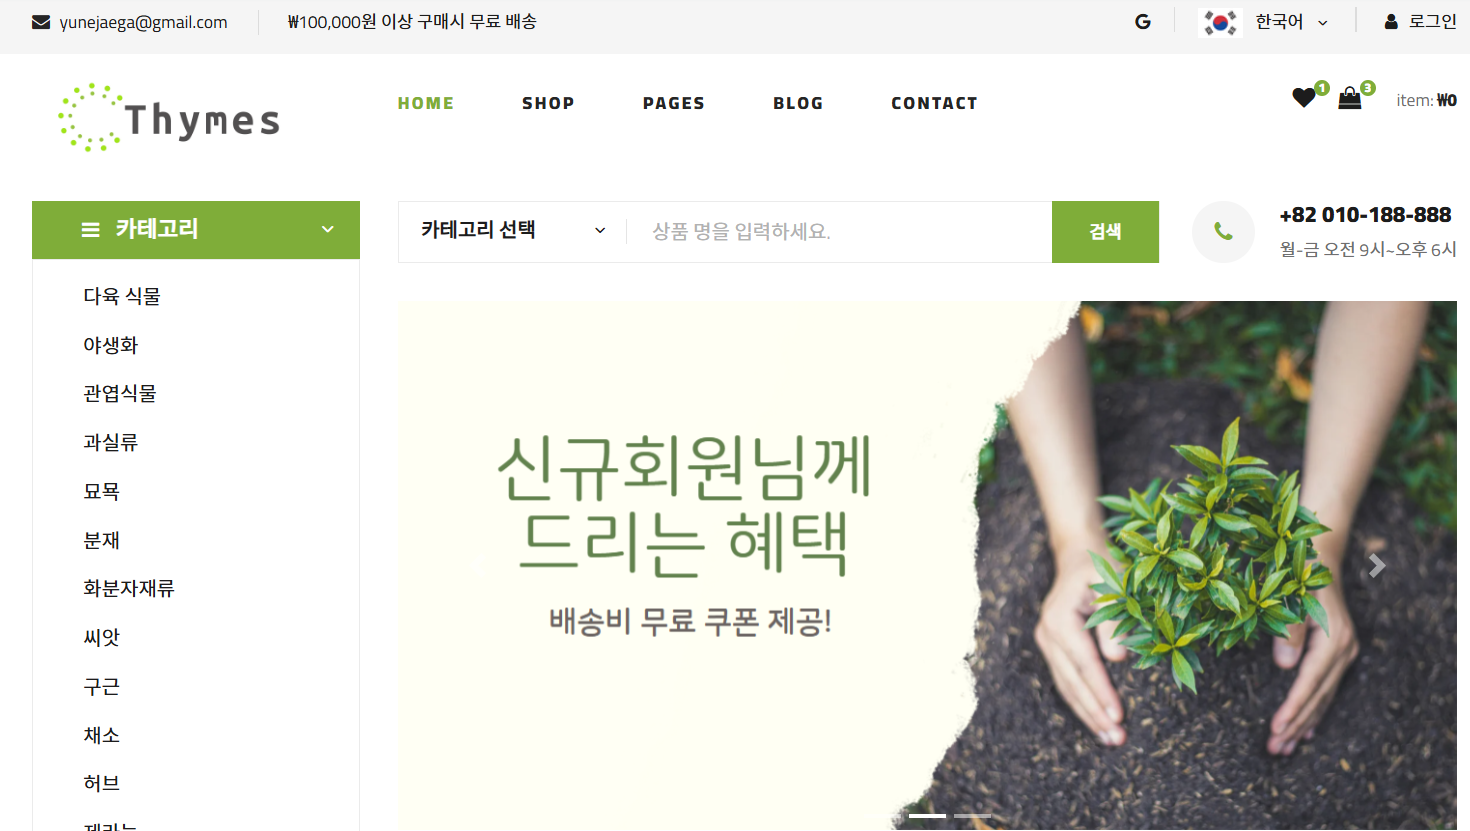 yunejaega@gmail.com
₩100,000원 이상 구매시 무료 배송
G
한국어
로그인
Thymes
HOME
SHOP
PAGES
BLOG
CONTACT
1
3
item: ₩0
카테고리
카테고리 선택
상품 명을 입력하세요.
검색
+82 010-188-888
월-금 오전 9시~오후 6시
다육 식물
야생화
관엽식물
과실류
묘목
분재
화분자재류
씨앗
구근
채소
허브
신규회원님께
드리는 혜택
배송비 무료 쿠폰 제공!